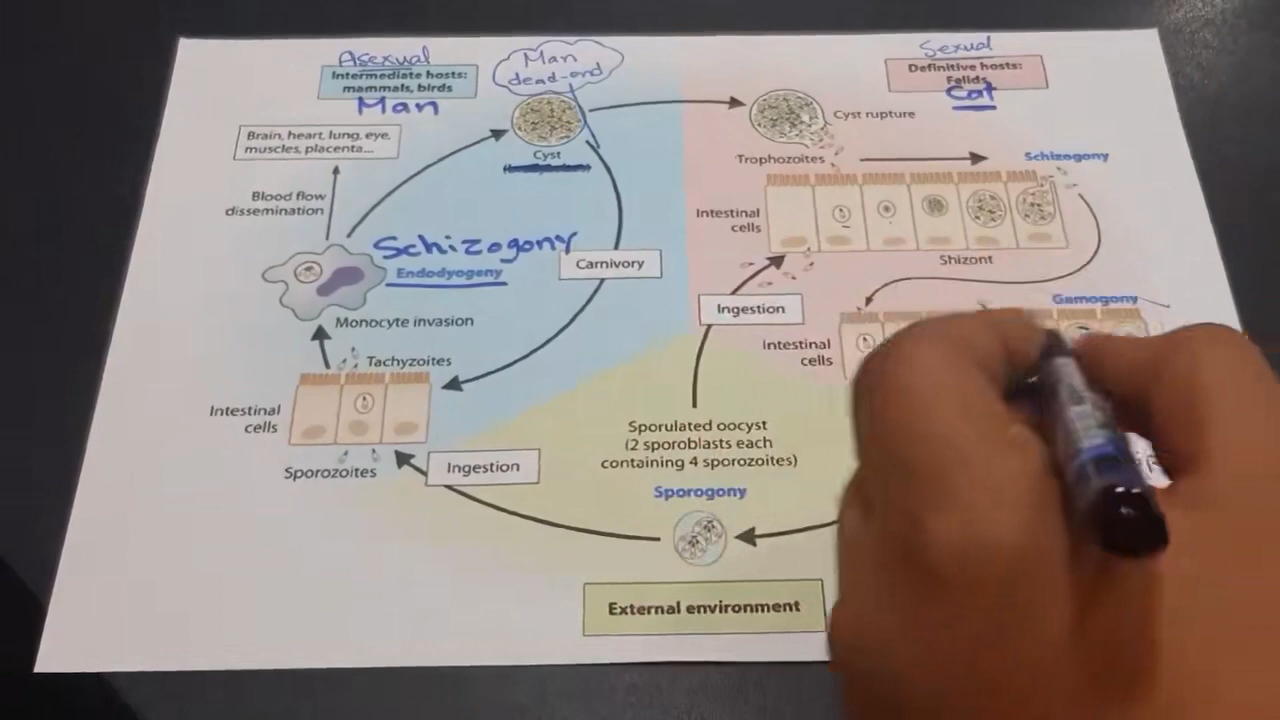 Asexual
Intermediate hosts:
mammals, birds
Man
Man
dead-end
Sexual
Definitive hosts:
Felids
Cat
Brain, heart, lung, eye,
muscles, placenta...
Cyst
Cyst rupture
Trophozoites
Schizogony
Blood flow
dissemination
Intestinal
cells
Shizont
Schizogony
Endodyogeny
Carnivory
Ingestion
Gamogony
Monocyte invasion
Intestinal
cells
Tachyzoites
Intestinal
cells
Sporozoites
Ingestion
Sporulated oocyst
(2 sporoblasts each
containing 4 sporozoites)
Sporogony
External environment